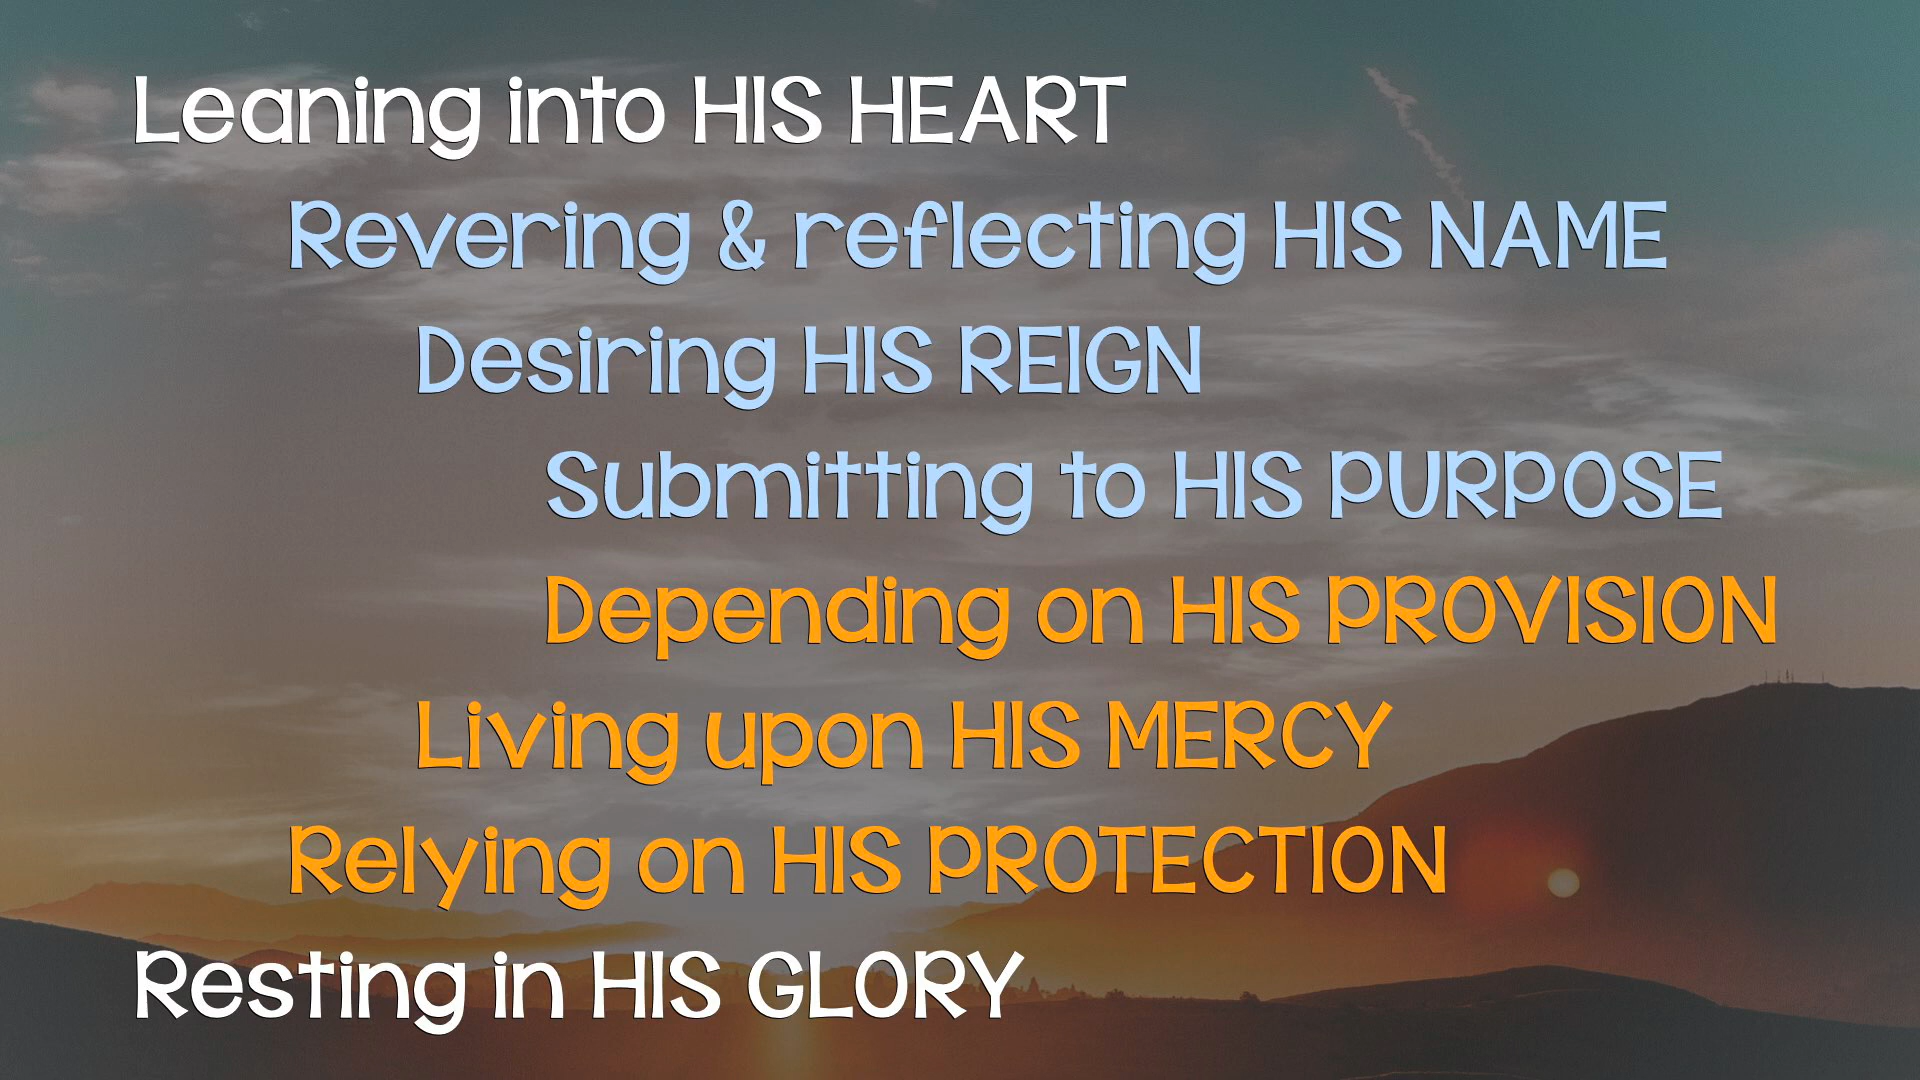 Leaning into HIS HEART
Revering & reflecting HIS NAME
Desiring HIS REIGN
Submitting to HIS PURPOSE
Depending on HIS PROVISION
Living upon HIS MERCY
Relying on HIS PROTECTION
Resting in HIS GLORY